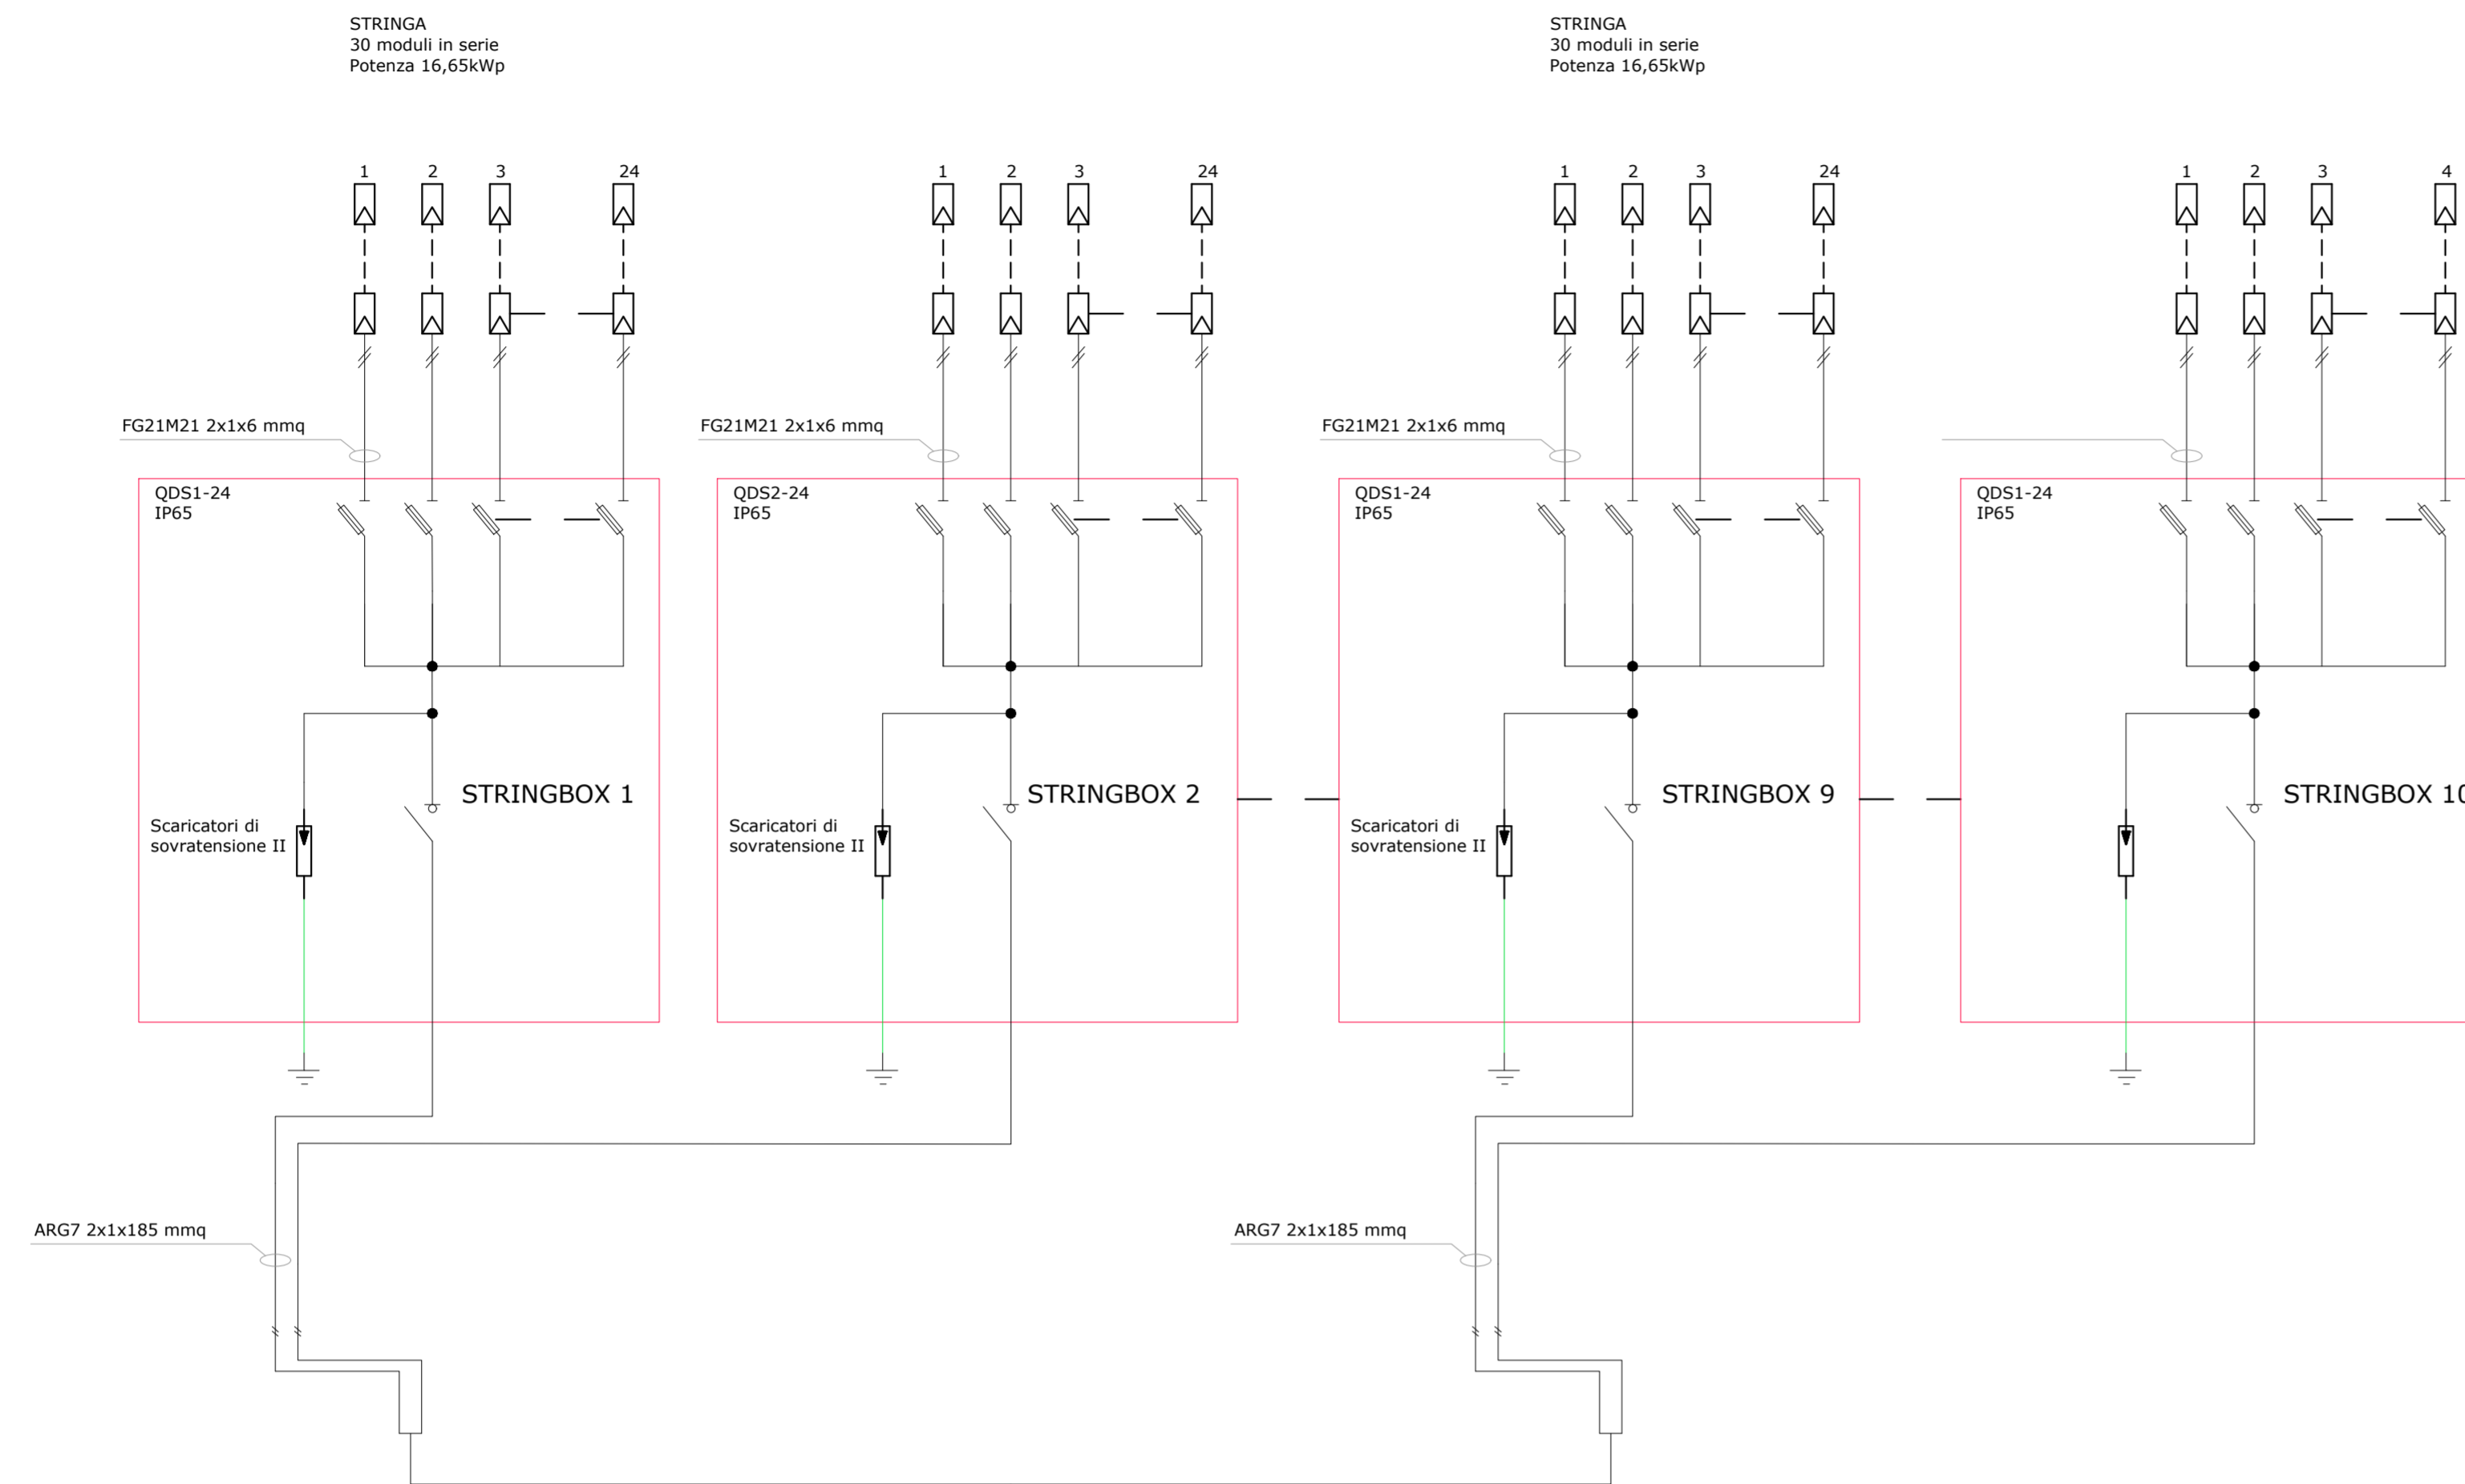 STRINGA
30 moduli in serie
Potenza 16,65kWp
STRINGA
30 moduli in serie
Potenza 16,65kWp
1 2 3 24
1 2 3 24
1 2 3 24
1 2 3 4
FG21M21 2x1x6 mmq
FG21M21 2x1x6 mmq
FG21M21 2x1x6 mmq
QDS1-24
IP65
QDS2-24
IP65
QDS1-24
IP65
QDS1-24
IP65
STRINGBOX 1
STRINGBOX 2
STRINGBOX 9
STRINGBOX 10
Scaricatori di
sovratensione II
Scaricatori di
sovratensione II
Scaricatori di
sovratensione II
ARG7 2x1x185 mmq
ARG7 2x1x185 mmq